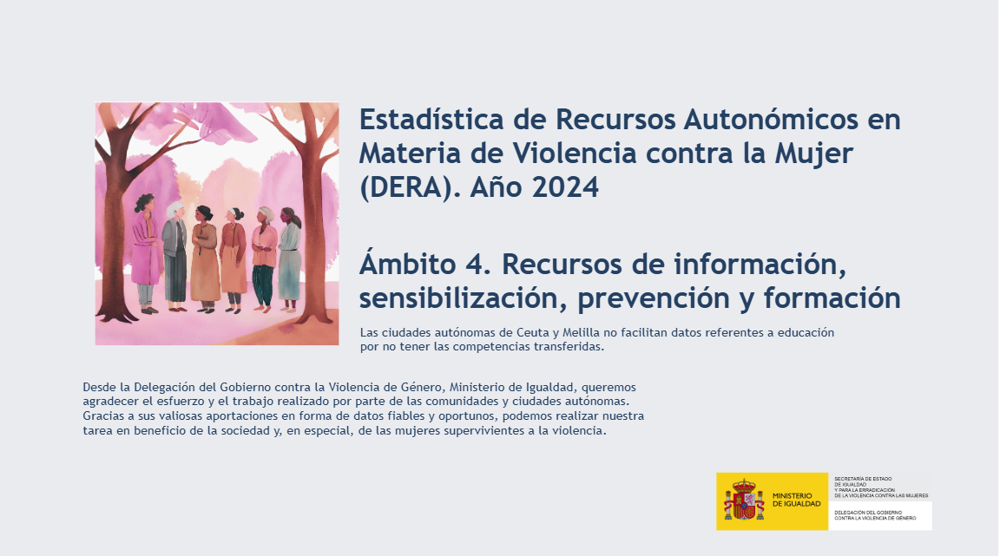 Estadística de Recursos Autonómicos en
Materia de Violencia contra la Mujer
(DERA). Año 2024
Ámbito 4. Recursos de información,
sensibilización, prevención y formación
Las ciudades autónomas de Ceuta y Melilla no facilitan datos referentes a educación
por no tener las competencias transferidas.
Desde la Delegación del Gobierno contra la Violencia de Género, Ministerio de Igualdad, queremos
agradecer el esfuerzo y el trabajo realizado por parte de las comunidades y ciudades autónomas.
Gracias a sus valiosas aportaciones en forma de datos fiables y oportunos, podemos realizar nuestra
tarea en beneficio de la sociedad y, en especial, de las mujeres supervivientes a la violencia.
MINISTERIO
DE IGUALDAD
SECRETARÍA DE ESTADO
DE IGUALDAD
Y PARA LA ERRADICACIÓN
DE LA VIOLENCIA CONTRA LAS MUJERES
DELEGACIÓN DEL GOBIERNO
CONTRA LA VIOLENCIA DE GÉNERO